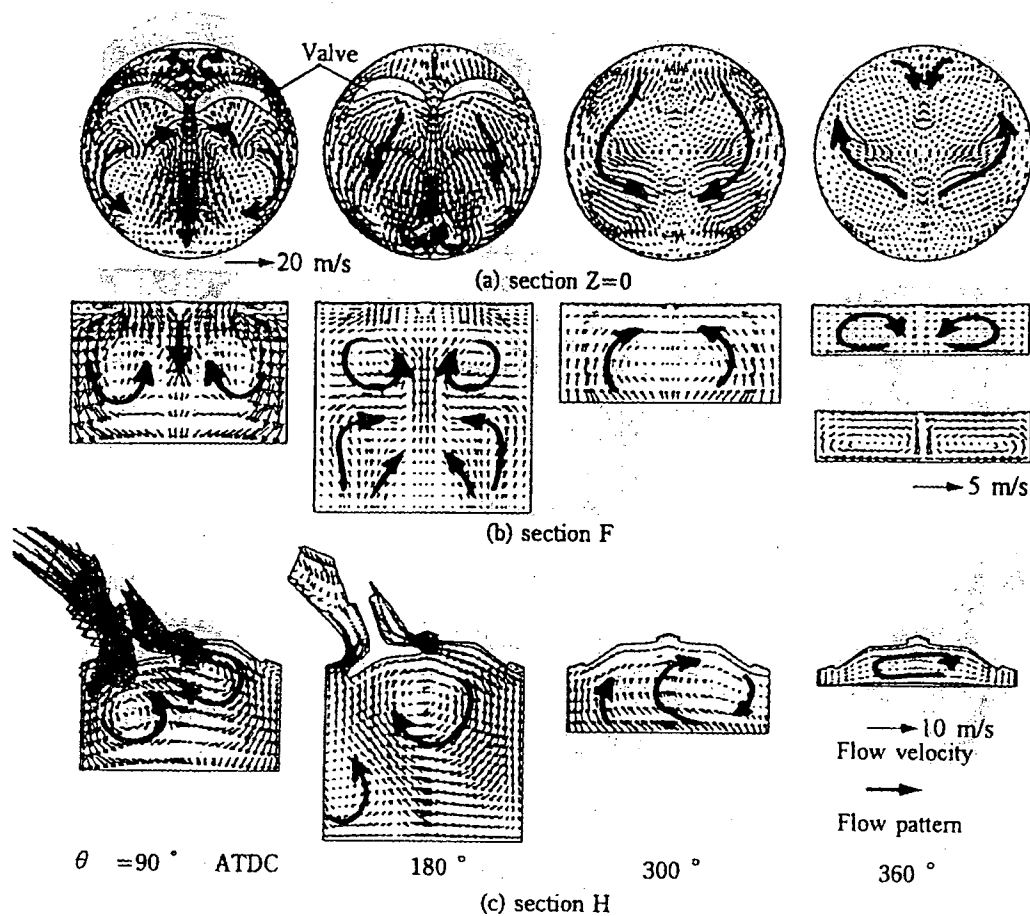 Valve
20 m/s
(a) section Z=0
5 m/s
(b) section F
10 m/s
Flow velocity
Flow pattern
θ =90 ° ATDC 180 ° 300 ° 360 °
(c) section H